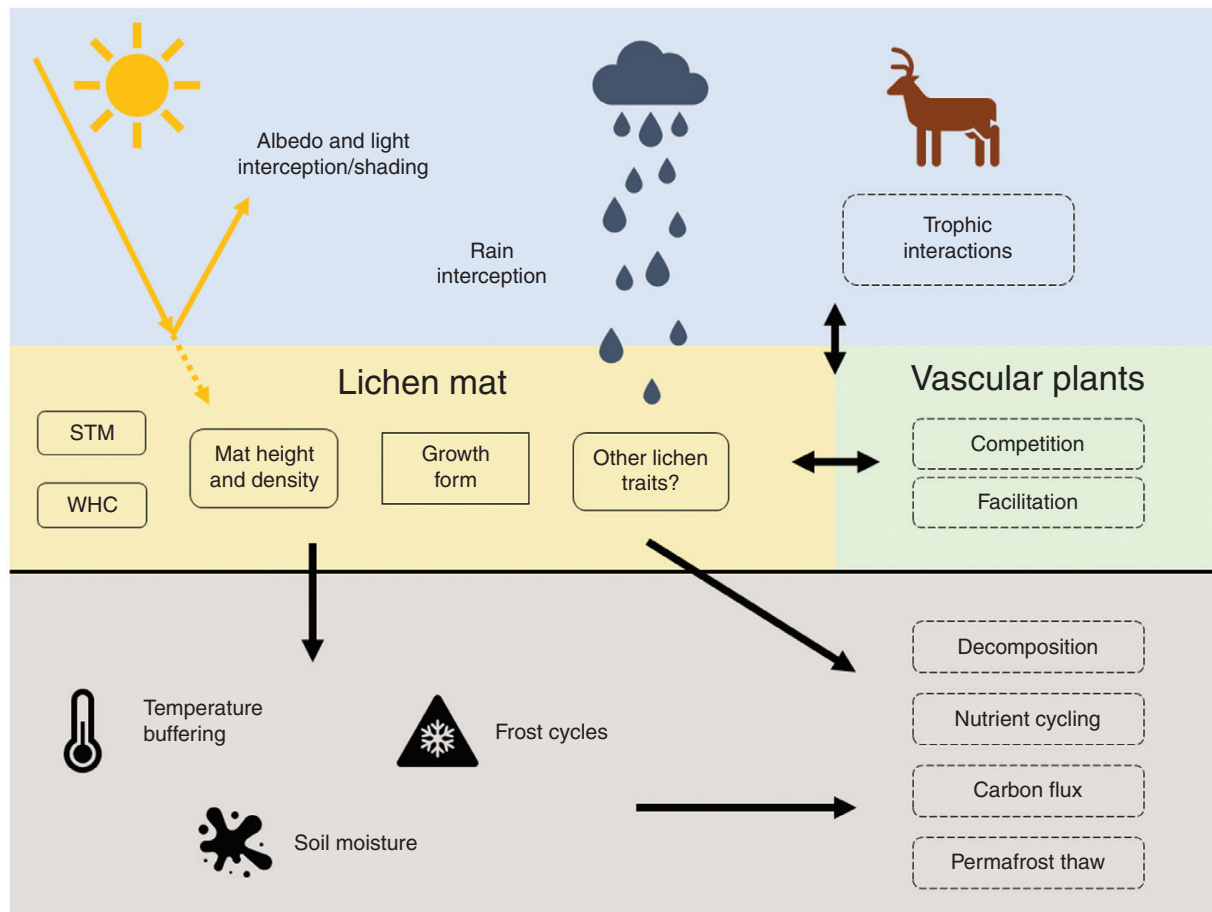 Albedo and light
interception/shading
Rain
interception
Trophic
interactions
Lichen mat
Vascular plants
STM
WHC
Mat height
and density
Growth
form
Other lichen
traits?
Competition
Facilitation
Temperature
buffering
Frost cycles
Soil moisture
Decomposition
Nutrient cycling
Carbon flux
Permafrost thaw